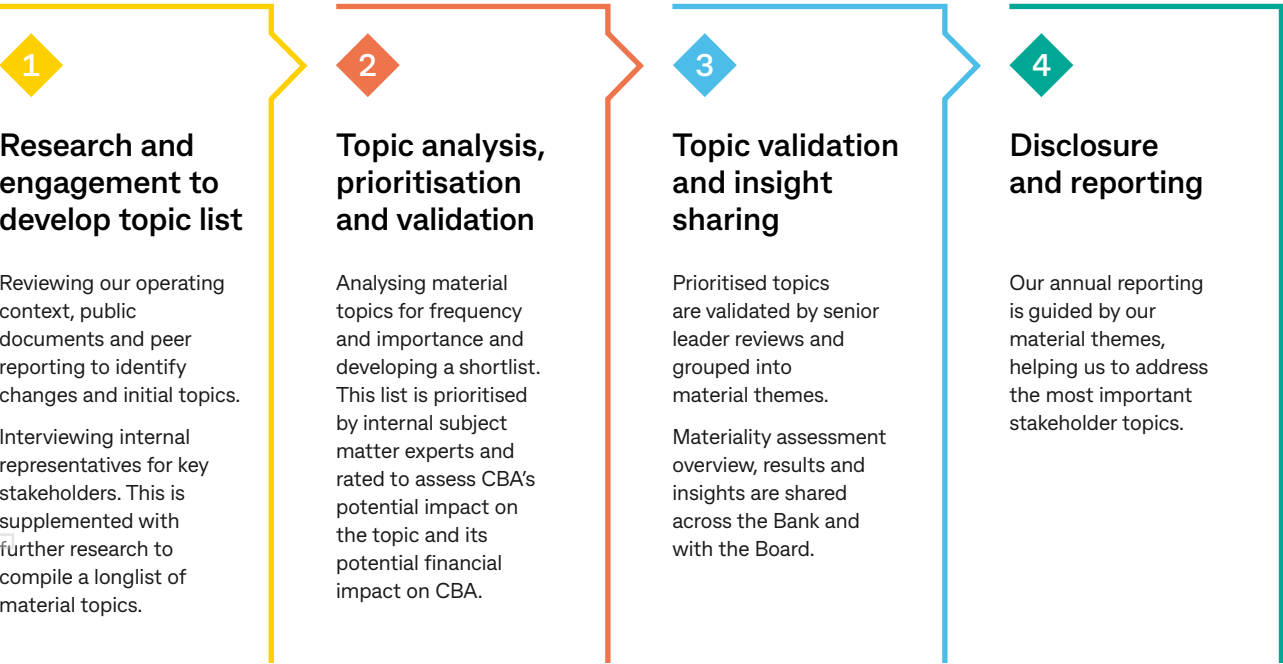 1
Research and
engagement to
develop topic list
Reviewing our operating
context, public
documents and peer
reporting to identify
changes and initial topics.
Interviewing internal
representatives for key
stakeholders. This is
supplemented with
further research to
compile a longlist of
material topics.
2
Topic analysis,
prioritisation
and validation
Analysing material
topics for frequency
and importance and
developing a shortlist.
This list is prioritised
by internal subject
matter experts and
rated to assess CBA’s
potential impact on
the topic and its
potential financial
impact on CBA.
3
Topic validation
and insight
sharing
Prioritised topics
are validated by senior
leader reviews and
grouped into
material themes.
Materiality assessment
overview, results and
insights are shared
across the Bank and
with the Board.
4
Disclosure
and reporting
Our annual reporting
is guided by our
material themes,
helping us to address
the most important
stakeholder topics.